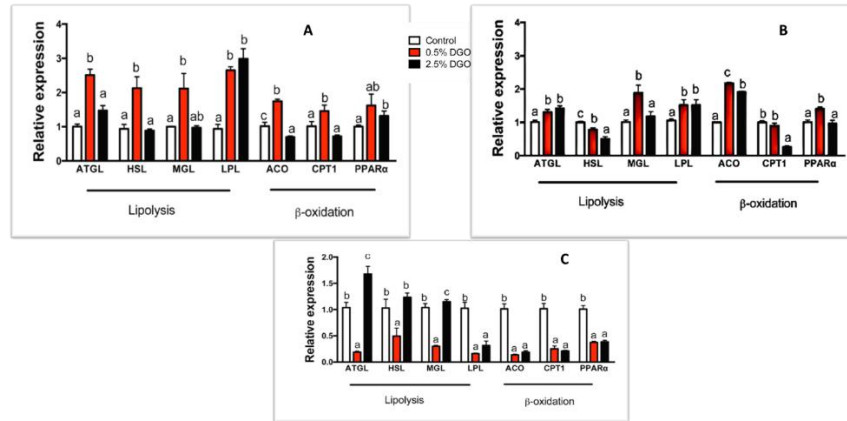 A
Relative expression
4
3
2
1
0
a b a
a b a
a b ab
a b b
c b a
a b a
a ab b
ATGL HSL MGL LPL ACO CPT1 PPARα
Lipolysis
β-oxidation
Control
0.5% DGO
2.5% DGO
B
Relative expression
4
3
2
1
0
a b b
c b a
a b a
a b b
a c b
b b a
a b a
ATGL HSL MGL LPL ACO CPT1 PPARα
Lipolysis
β-oxidation
C
Relative expression
2.0
1.5
1.0
0.5
0.0
b a c
b a b
b a c
b a a
b a a
b a a
b a a
ATGL HSL MGL LPL ACO CPT1 PPARα
Lipolysis
β-oxidation